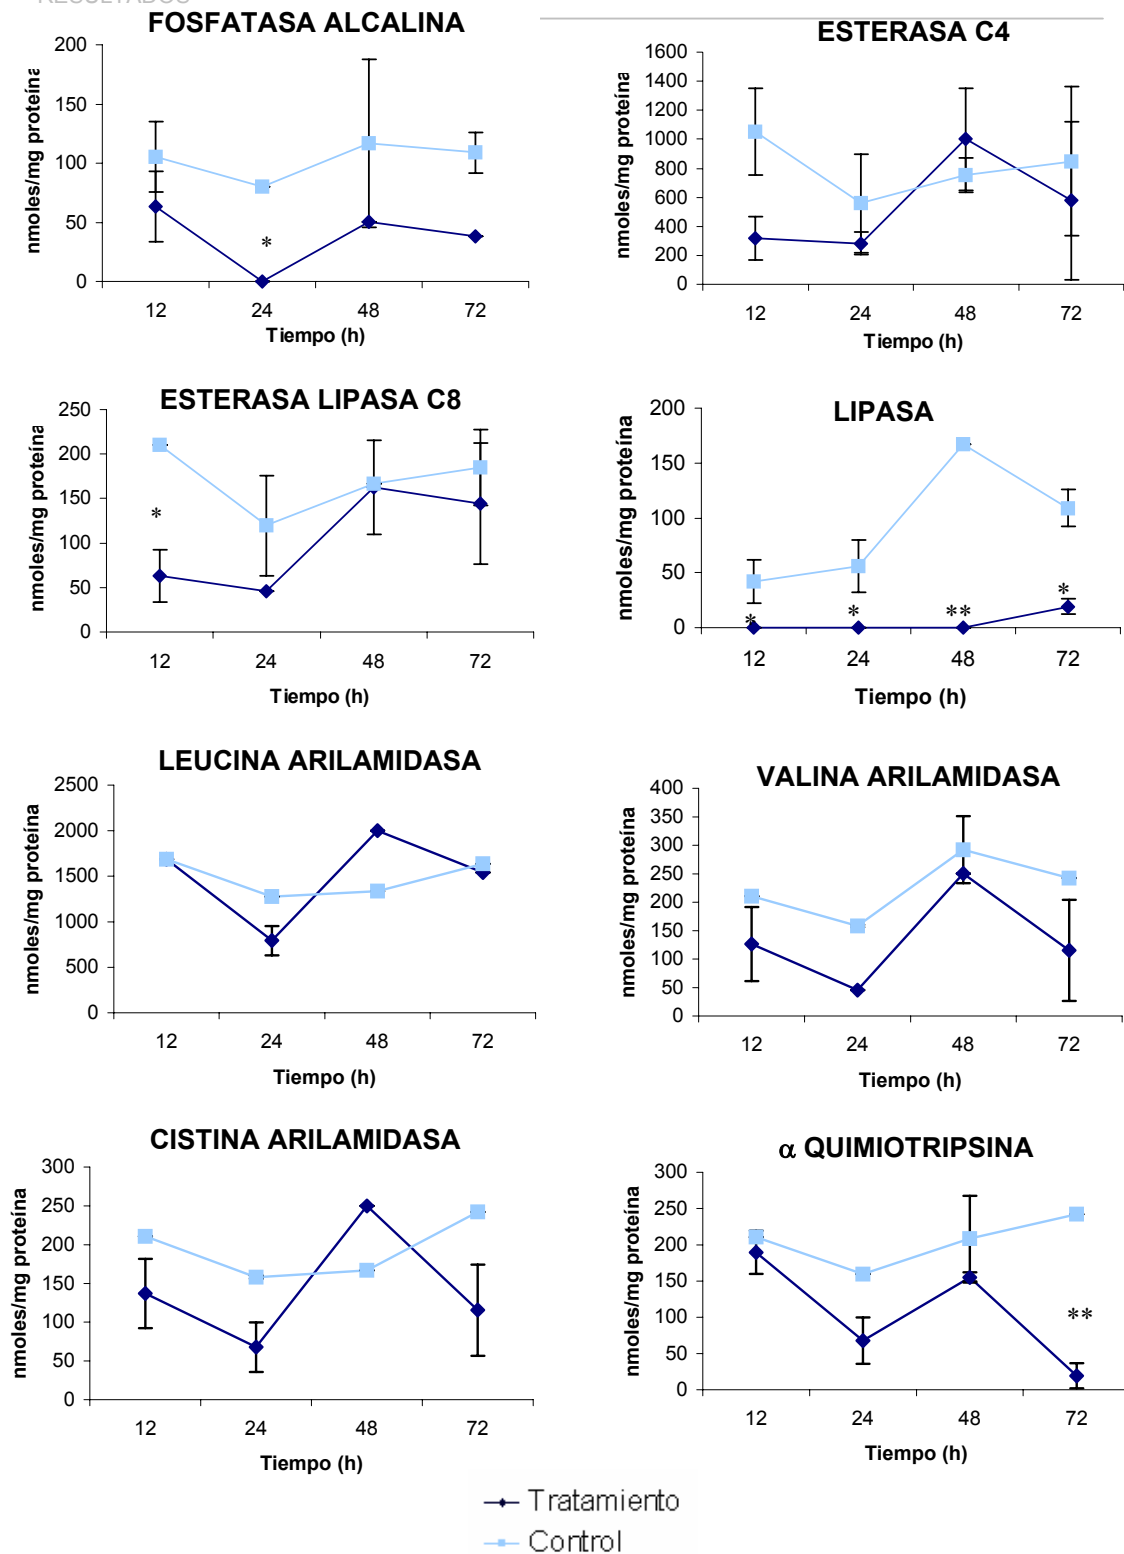 RESULTADOS
FOSFATASA ALCALINA
nmoles/mg proteína
200
150
100
50
0
*
12 24 48 72
Tiempo (h)
ESTERASA C4
nmoles/mg proteína
1600
1400
1200
1000
800
600
400
200
0
12 24 48 72
Tiempo (h)
ESTERASA LIPASA C8
nmoles/mg proteína
250
200
150
100
50
0
*
12 24 48 72
Tiempo (h)
LIPASA
nmoles/mg proteína
200
150
100
50
0
* * ** *
12 24 48 72
Tiempo (h)
LEUCINA ARILAMIDASA
nmoles/mg proteína
2500
2000
1500
1000
500
0
12 24 48 72
Tiempo (h)
VALINA ARILAMIDASA
nmoles/mg proteína
400
350
300
250
200
150
100
50
0
12 24 48 72
Tiempo (h)
CISTINA ARILAMIDASA
nmoles/mg proteína
300
250
200
150
100
50
0
12 24 48 72
Tiempo (h)
α QUIMIOTRIPSINA
nmoles/mg proteína
300
250
200
150
100
50
0
**
12 24 48 72
Tiempo (h)
Tratamiento
Control